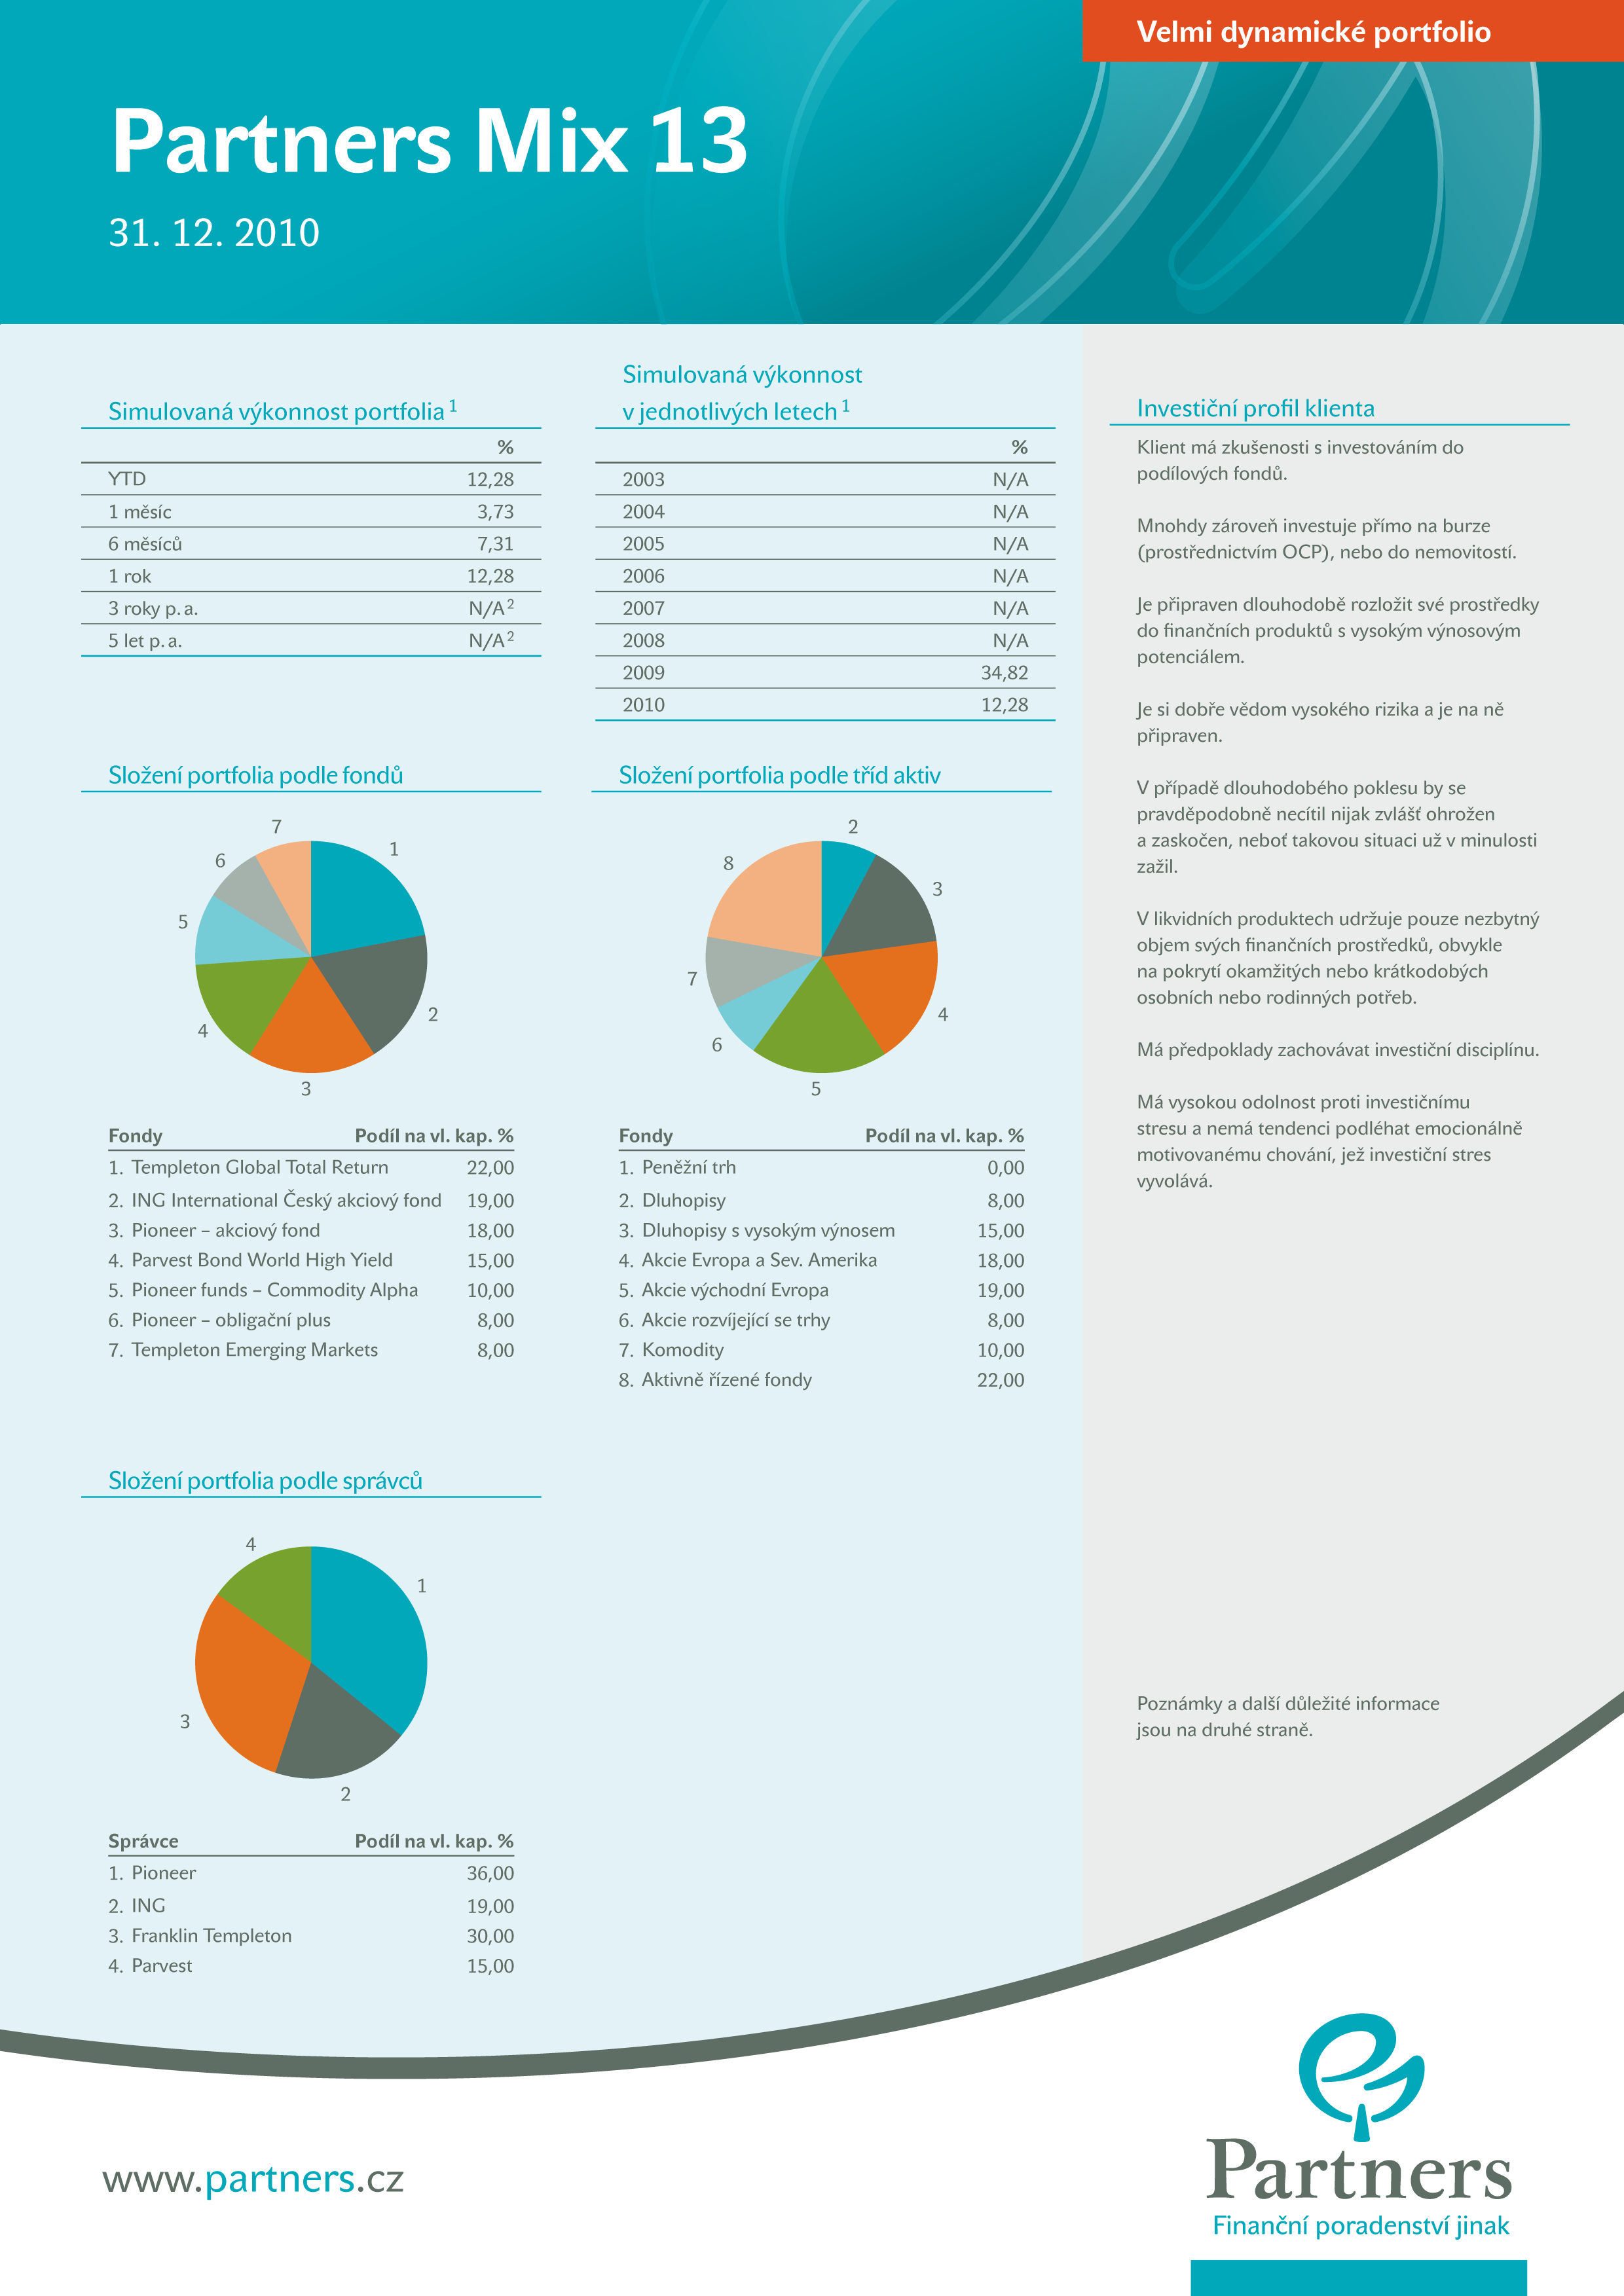 Velmi dynamické portfolio
Partners Mix 13
31. 12. 2010
Simulovaná výkonnost portfolia 1
%
YTD 12,28
1 měsíc 3,73
6 měsíců 7,31
1 rok 12,28
3 roky p. a. N/A 2
5 let p. a. N/A 2
Simulovaná výkonnost
v jednotlivých letech 1
%
2003 N/A
2004 N/A
2005 N/A
2006 N/A
2007 N/A
2008 N/A
2009 34,82
2010 12,28
Složení portfolia podle fondů
7
1
6
5
2
4
3
Fondy Podíl na vl. kap. %
1. Templeton Global Total Return 22,00
2. ING International Český akciový fond 19,00
3. Pioneer – akciový fond 18,00
4. Parvest Bond World High Yield 15,00
5. Pioneer funds – Commodity Alpha 10,00
6. Pioneer – obligační plus 8,00
7. Templeton Emerging Markets 8,00
Složení portfolia podle tříd aktiv
2
8
3
7
4
6
5
Fondy Podíl na vl. kap. %
1. Peněžní trh 0,00
2. Dluhopisy 8,00
3. Dluhopisy s vysokým výnosem 15,00
4. Akcie Evropa a Sev. Amerika 18,00
5. Akcie východní Evropa 19,00
6. Akcie rozvíjející se trhy 8,00
7. Komodity 10,00
8. Aktivně řízené fondy 22,00
Složení portfolia podle správců
4
1
3
2
Správce Podíl na vl. kap. %
1. Pioneer 36,00
2. ING 19,00
3. Franklin Templeton 30,00
4. Parvest 15,00
Investiční profil klienta
Klient má zkušenosti s investováním do
podílových fondů.
Mnohdy zároveň investuje přímo na burze
(prostřednictvím OCP), nebo do nemovitostí.
Je připraven dlouhodobě rozložit své prostředky
do finančních produktů s vysokým výnosovým
potenciálem.
Je si dobře vědom vysokého rizika a je na ně
připraven.
V případě dlouhodobého poklesu by se
pravděpodobně necítil nijak zvlášť ohrožen
a zaskočen, neboť takovou situaci už v minulosti
zažil.
V likvidních produktech udržuje pouze nezbytný
objem svých finančních prostředků, obvykle
na pokrytí okamžitých nebo krátkodobých
osobních nebo rodinných potřeb.
Má předpoklady zachovávat investiční disciplínu.
Má vysokou odolnost proti investičnímu
stresu a nemá tendenci podléhat emocionálně
motivovanému chování, jež investiční stres
vyvolává.
Poznámky a další důležité informace
jsou na druhé straně.
www.partners.cz
Partners
Finanční poradenství jinak